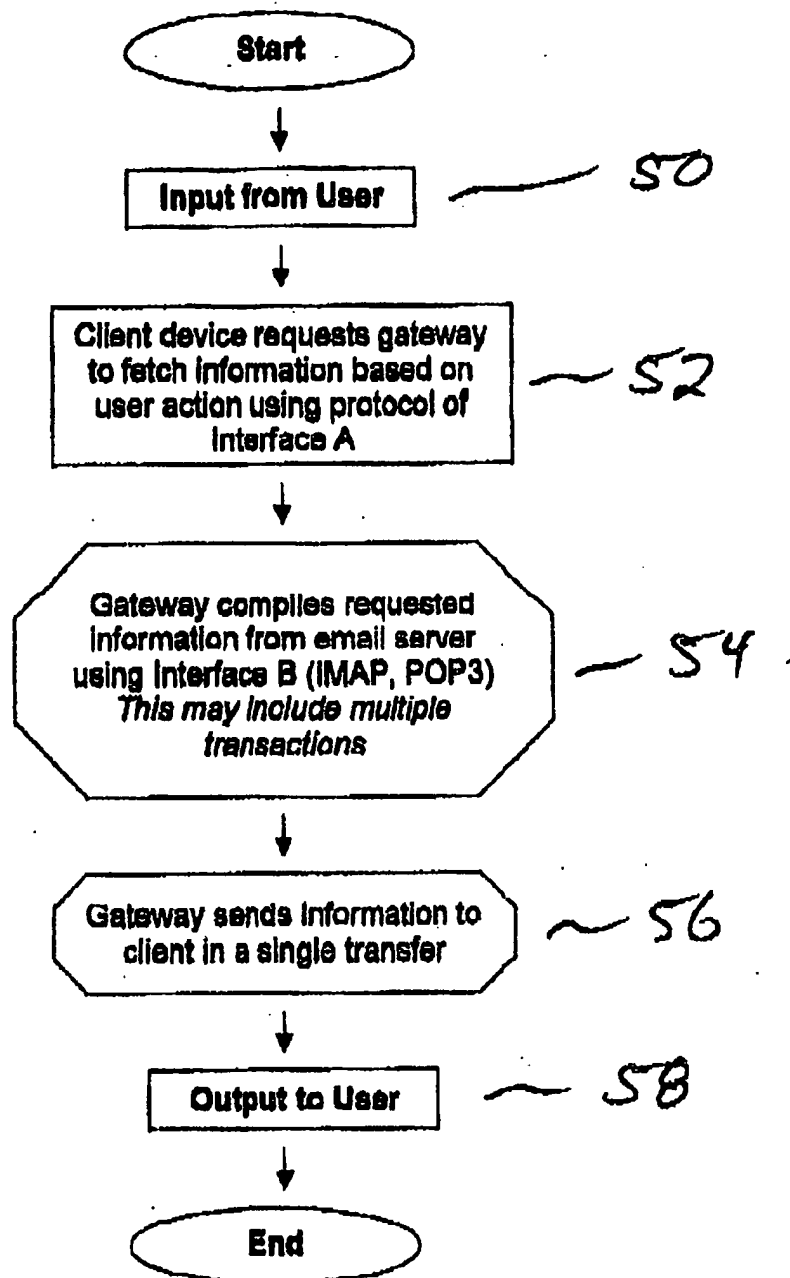 Start
Input from User
50
Client device requests gateway
to fetch information based on
user action using protocol of
Interface A
52
Gateway compiles requested
information from email server
using Interface B (IMAP, POP3)
This may include multiple
transactions
54
Gateway sends information to
client in a single transfer
56
Output to User
58
End